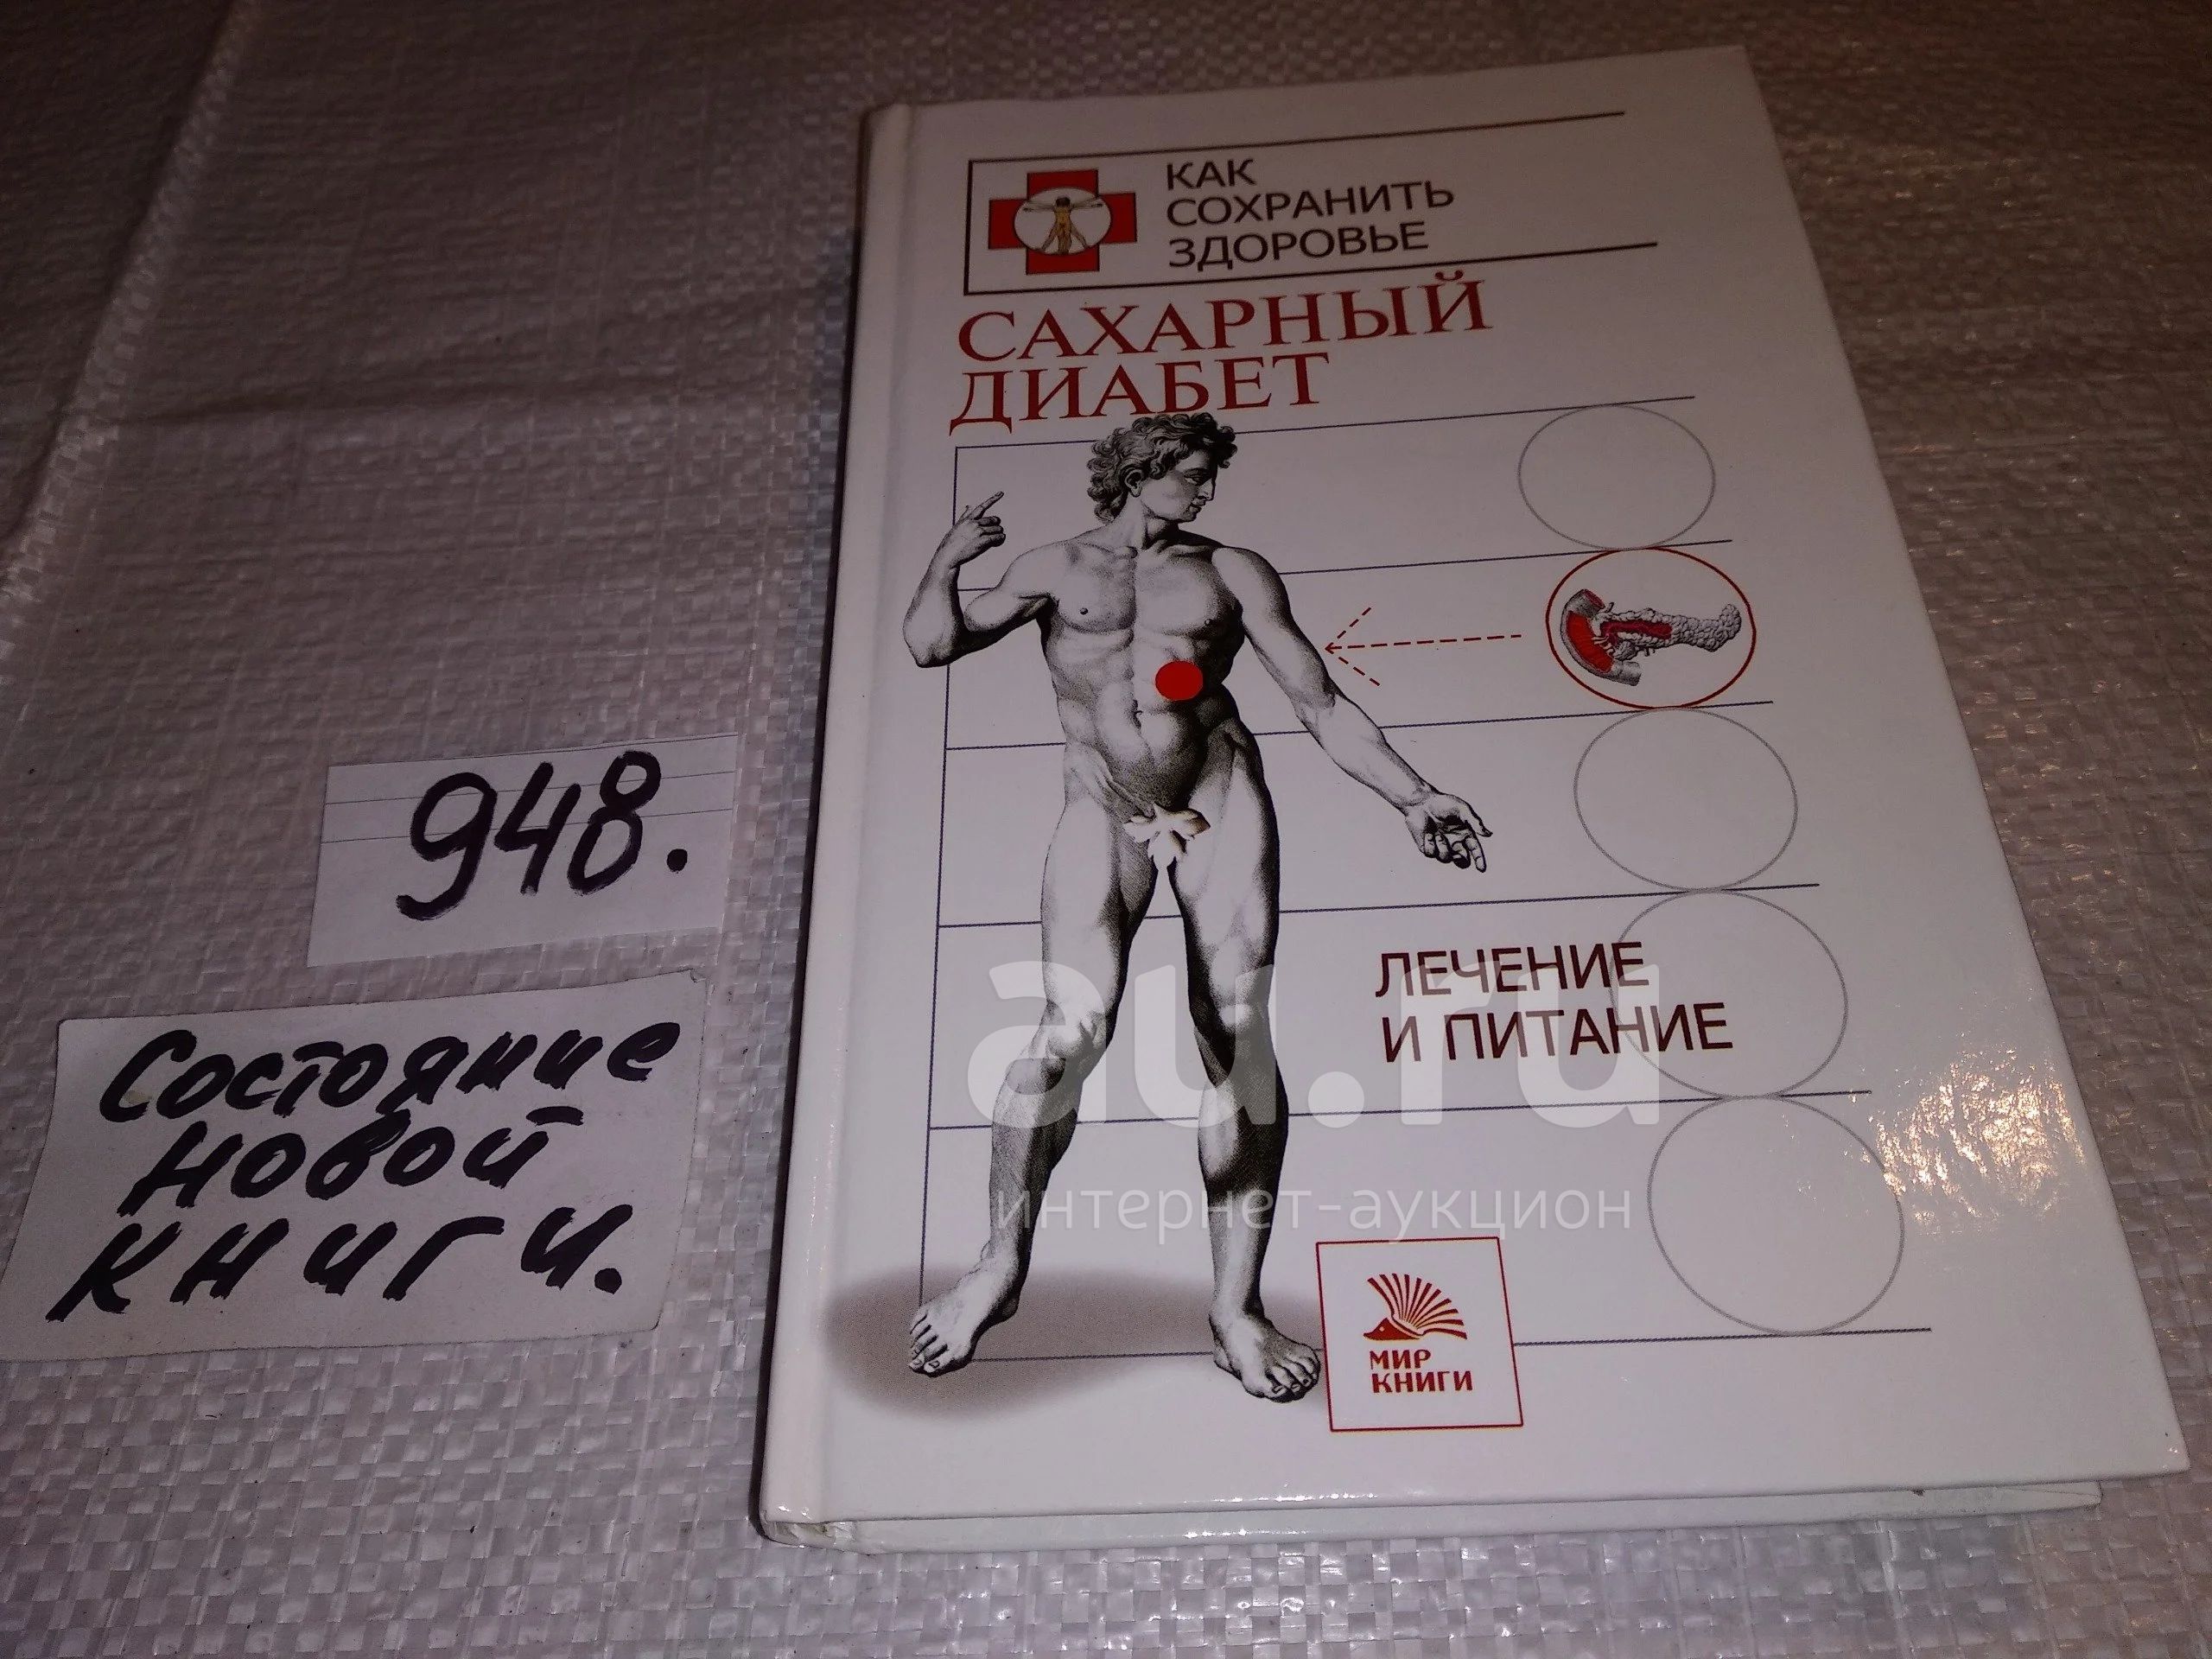 КАК
СОХРАНИТЬ
ЗДОРОВЬЕ
САХАРНЫЙ
ДИАБЕТ
948.
Состояние
новой
книги.
ЛЕЧЕНИЕ
И ПИТАНИЕ
au.ru
интернет-аукцион
МИР
КНИГИ